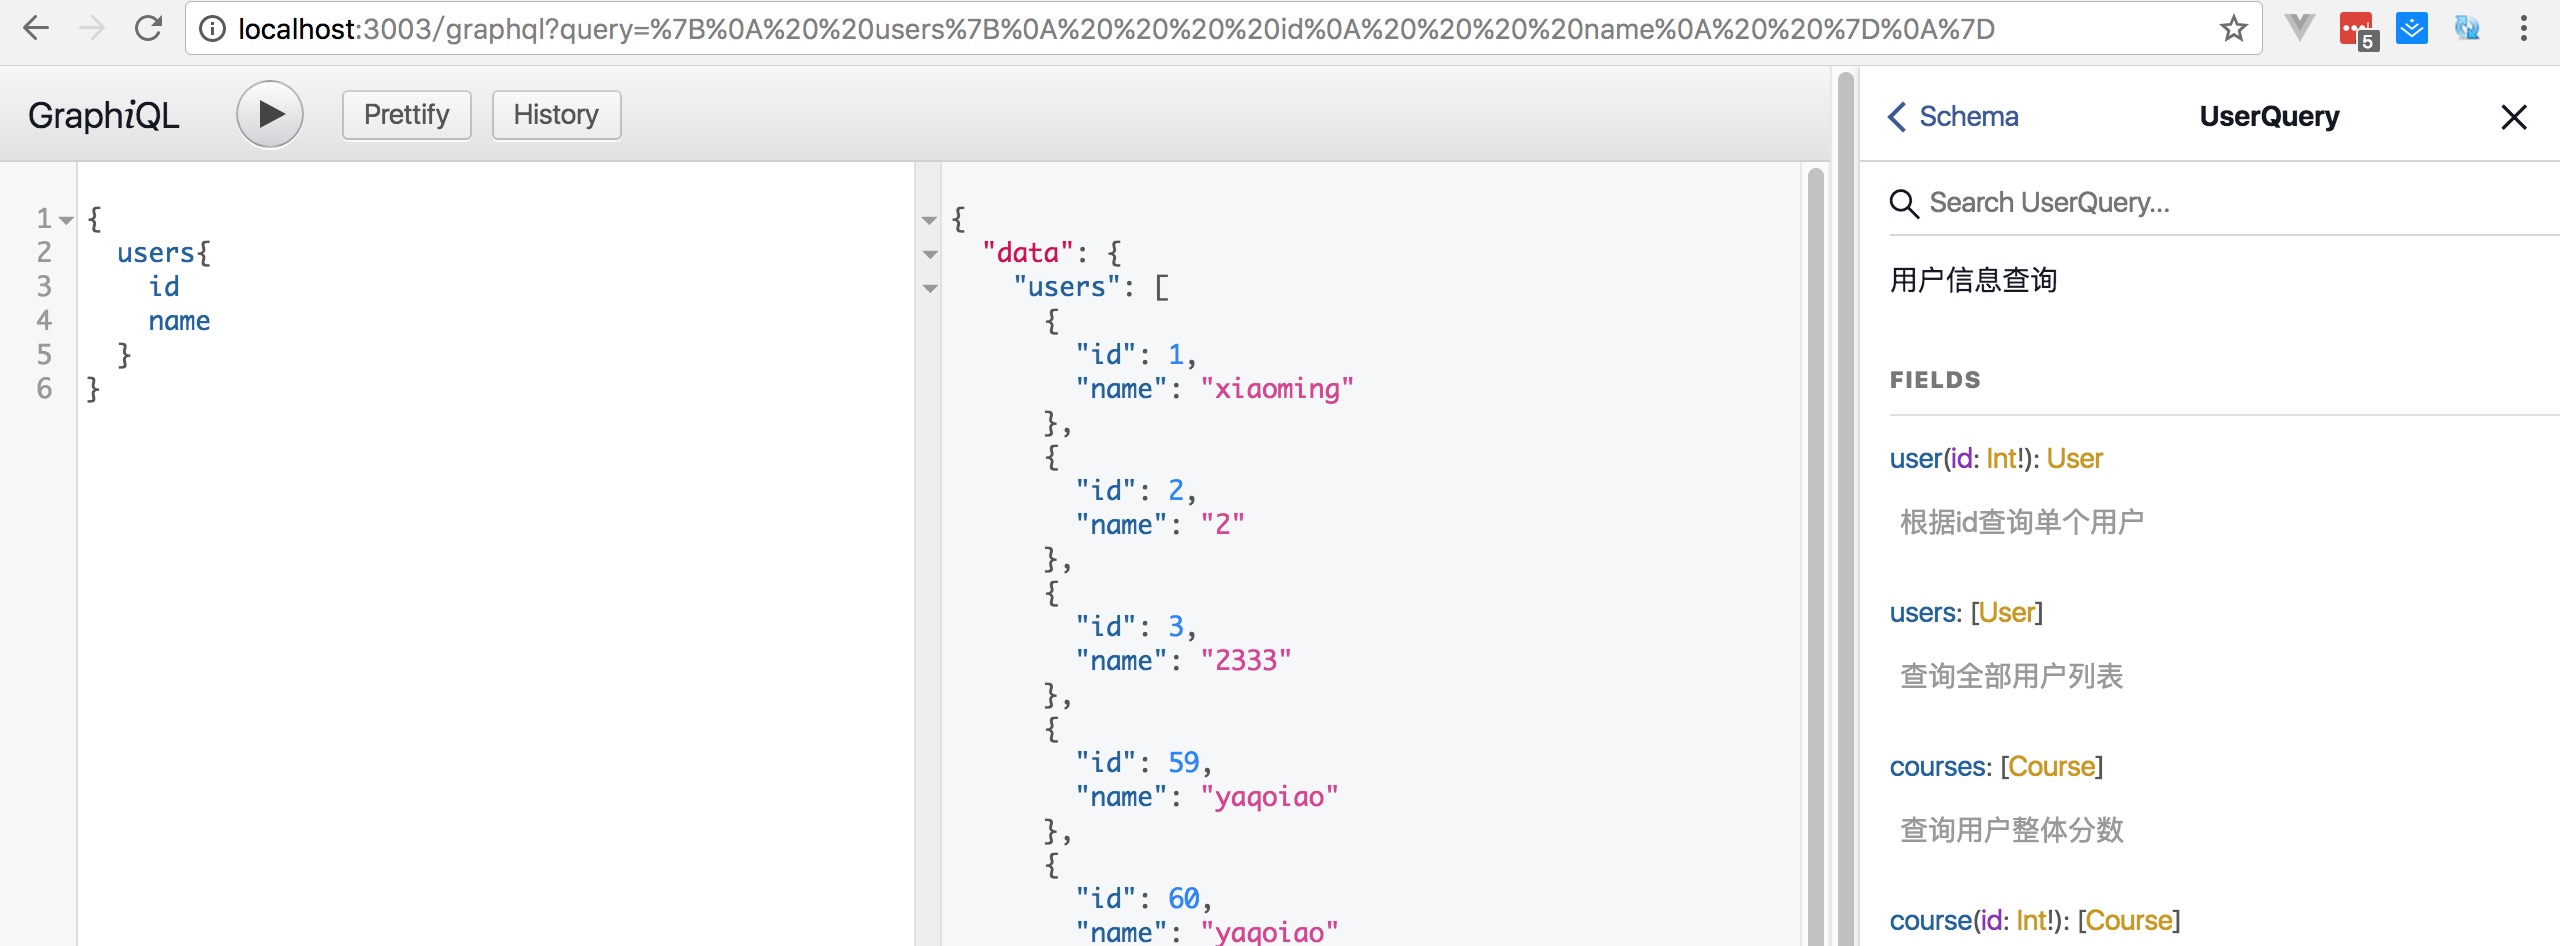 localhost:3003/graphql?query=%7B%0A%20%20users%7B%0A%20%20%20%20id%0A%20%20%20%20name%0A%20%20%7D%0A%7D
5
GraphiQL
Prettify
History
1 {
2 users{
3 id
4 name
5 }
6 }
{
"data": {
"users": [
{
"id": 1,
"name": "xiaoming"
},
{
"id": 2,
"name": "2"
},
{
"id": 3,
"name": "2333"
},
{
"id": 59,
"name": "yaqoiao"
},
{
"id": 60,
"name": "yaqoiao"
Schema
UserQuery
Search UserQuery...
用户信息查询
FIELDS
user(id: Int!): User
根据id查询单个用户
users: [User]
查询全部用户列表
courses: [Course]
查询用户整体分数
course(id: Int!): [Course]